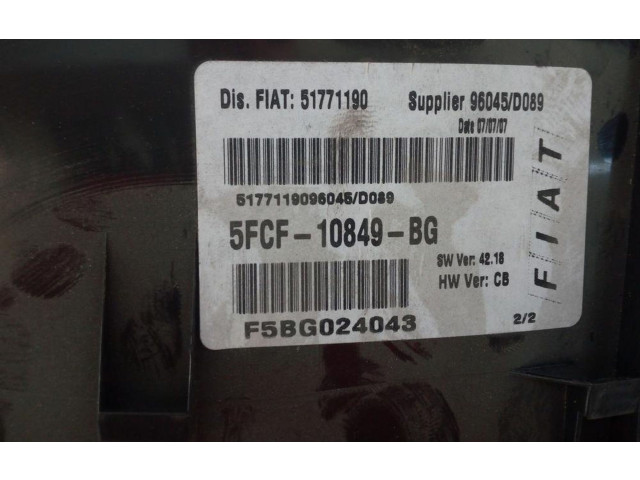 Dis. FIAT: 51771190 Supplier 96045/D089
Date 07/07/07
5177119096045/D089
5FCF-10849-BG
SW Ver: 42.18
HW Ver: CB
F5BG024043
2/2
FIAT